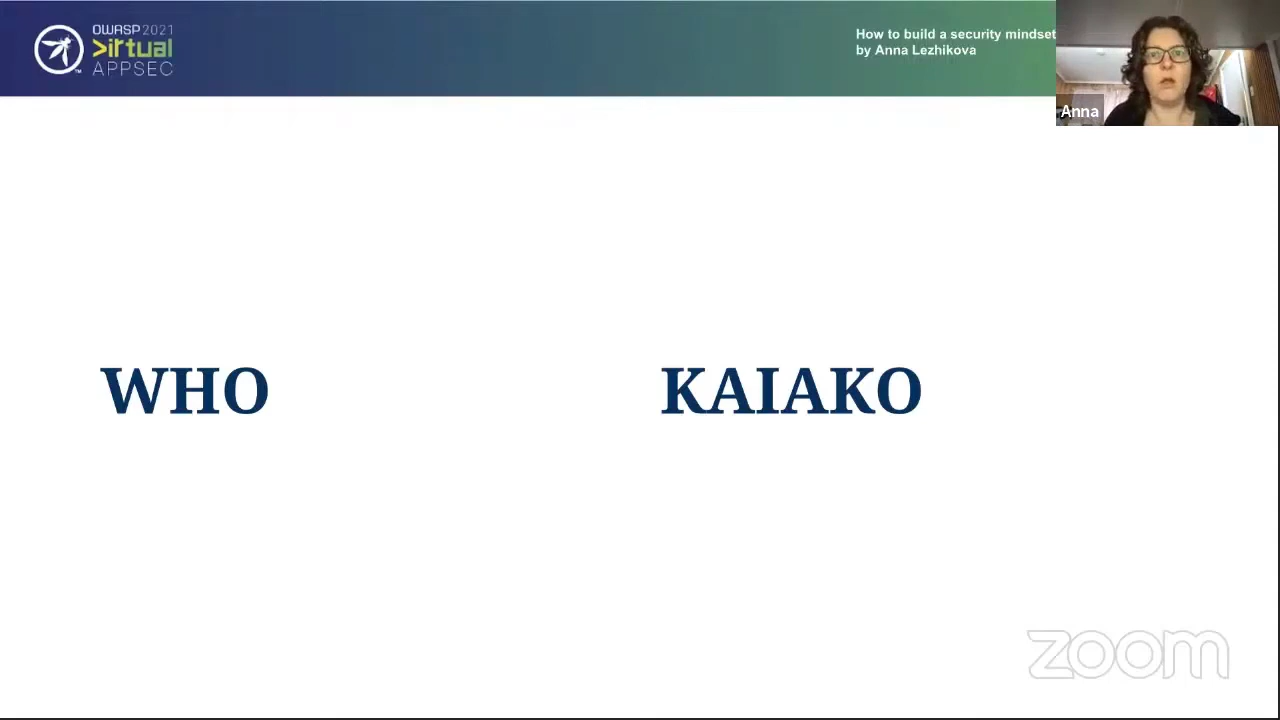 OWASP 2021
>irtual
APPSEC
How to build a security mindset
by Anna Lezhikova
Anna
WHO
KAIAKO
zoom